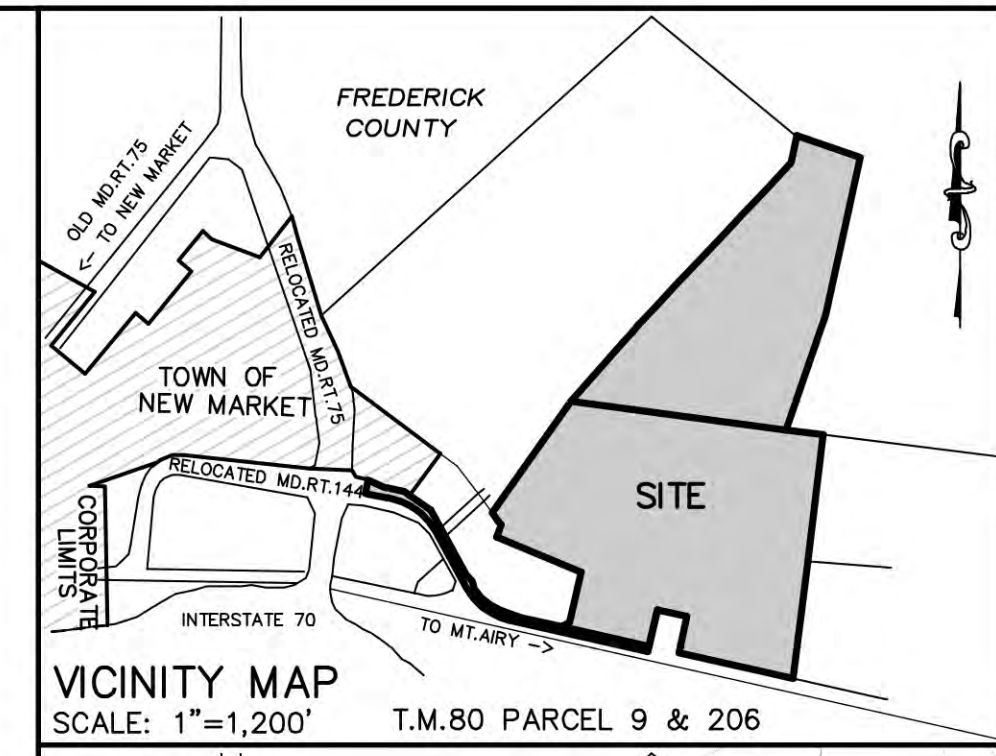 FREDERICK
COUNTY
OLD MD.RT.75
<- TO NEW MARKET
RELOCATED MD.RT.75
TOWN OF
NEW MARKET
RELOCATED MD.RT.144
SITE
CORPORATE
LIMITS
INTERSTATE 70
TO MT.AIRY ->
VICINITY MAP
SCALE: 1"=1,200'
T.M.80 PARCEL 9 & 206